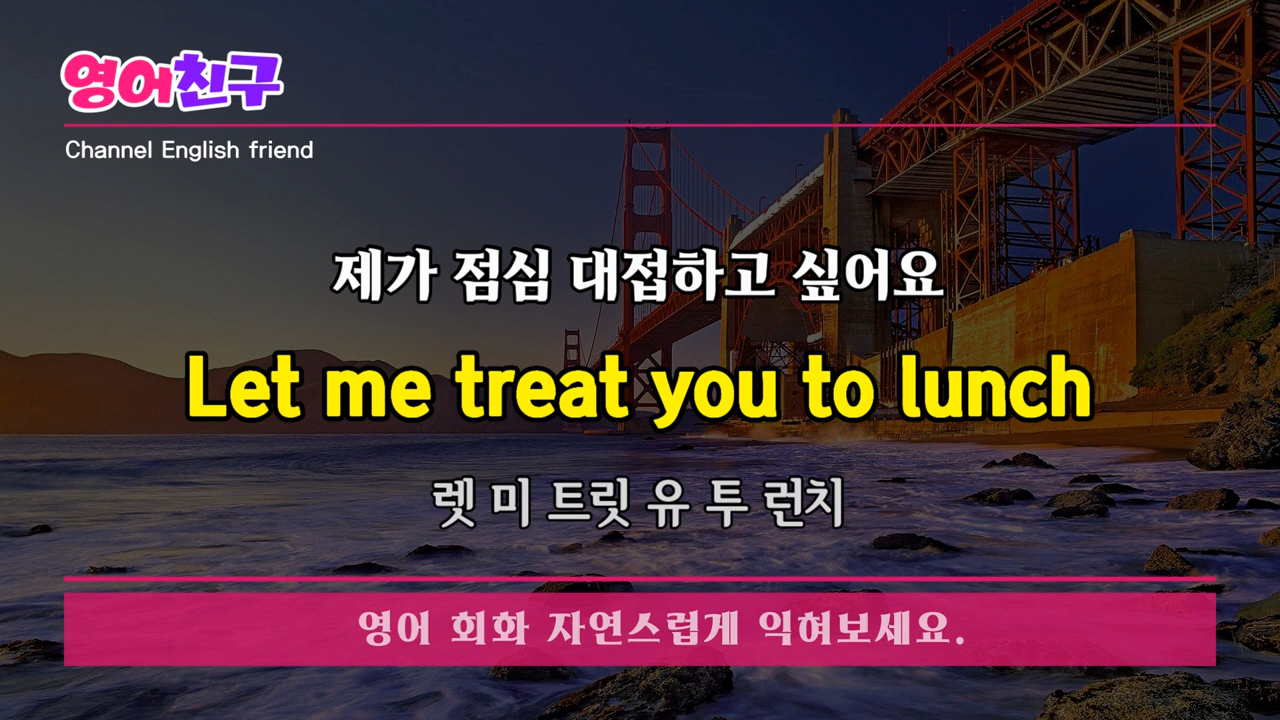 영어친구
Channel English friend
제가 점심 대접하고 싶어요
Let me treat you to lunch
렛 미 트릿 유 투 런치
영어 회화 자연스럽게 익혀보세요.